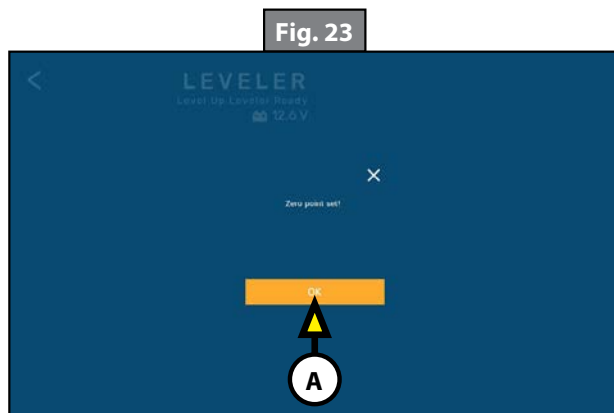 Fig. 23
<
LEVELER
Level Up Leveler Ready
12.6 V
×
Zero point set!
OK
A